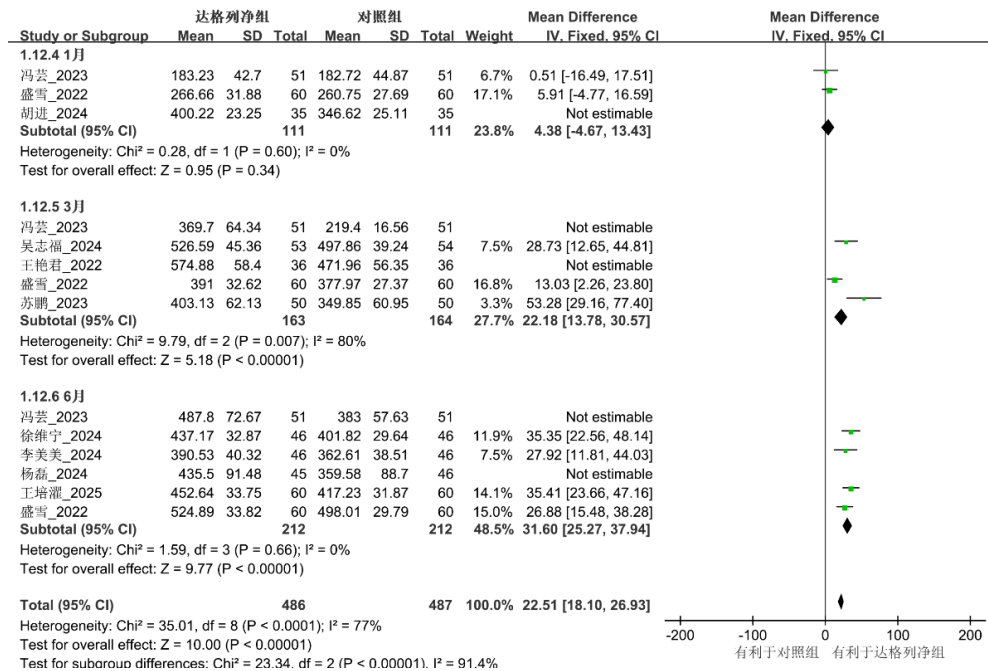 达格列净组 对照组 Mean Difference Mean Difference
Study or Subgroup Mean SD Total Mean SD Total Weight IV, Fixed, 95% CI IV, Fixed, 95% CI
1.12.4 1月
冯芸_2023 183.23 42.7 51 182.72 44.87 51 6.7% 0.51 [-16.49, 17.51]
盛雪_2022 266.66 31.88 60 260.75 27.69 60 17.1% 5.91 [-4.77, 16.59]
胡进_2024 400.22 23.25 35 346.62 25.11 35 Not estimable
Subtotal (95% CI) 111 111 23.8% 4.38 [-4.67, 13.43]
Heterogeneity: Chi² = 0.28, df = 1 (P = 0.60); I² = 0%
Test for overall effect: Z = 0.95 (P = 0.34)
1.12.5 3月
冯芸_2023 369.7 64.34 51 219.4 16.56 51 Not estimable
吴志福_2024 526.59 45.36 53 497.86 39.24 54 7.5% 28.73 [12.65, 44.81]
王艳君_2022 574.88 58.4 36 471.96 56.35 36 Not estimable
盛雪_2022 391 32.62 60 377.97 27.37 60 16.8% 13.03 [2.26, 23.80]
苏鹏_2023 403.13 62.13 50 349.85 60.95 50 3.3% 53.28 [29.16, 77.40]
Subtotal (95% CI) 163 164 27.7% 22.18 [13.78, 30.57]
Heterogeneity: Chi² = 9.79, df = 2 (P = 0.007); I² = 80%
Test for overall effect: Z = 5.18 (P < 0.00001)
1.12.6 6月
冯芸_2023 487.8 72.67 51 383 57.63 51 Not estimable
徐维宁_2024 437.17 32.87 46 401.82 29.64 46 11.9% 35.35 [22.56, 48.14]
李美美_2024 390.53 40.32 46 362.61 38.51 46 7.5% 27.92 [11.81, 44.03]
杨磊_2024 435.5 91.48 45 359.58 88.7 46 Not estimable
王培濯_2025 452.64 33.75 60 417.23 31.87 60 14.1% 35.41 [23.66, 47.16]
盛雪_2022 524.89 33.82 60 498.01 29.79 60 15.0% 26.88 [15.48, 38.28]
Subtotal (95% CI) 212 212 48.5% 31.60 [25.27, 37.94]
Heterogeneity: Chi² = 1.59, df = 3 (P = 0.66); I² = 0%
Test for overall effect: Z = 9.77 (P < 0.00001)
Total (95% CI) 486 487 100.0% 22.51 [18.10, 26.93]
Heterogeneity: Chi² = 35.01, df = 8 (P < 0.0001); I² = 77%
Test for overall effect: Z = 10.00 (P < 0.00001)
Test for subgroup differences: Chi² = 23.34, df = 2 (P < 0.00001), I² = 91.4%
-200 -100 0 100 200
有利于对照组 有利于达格列净组